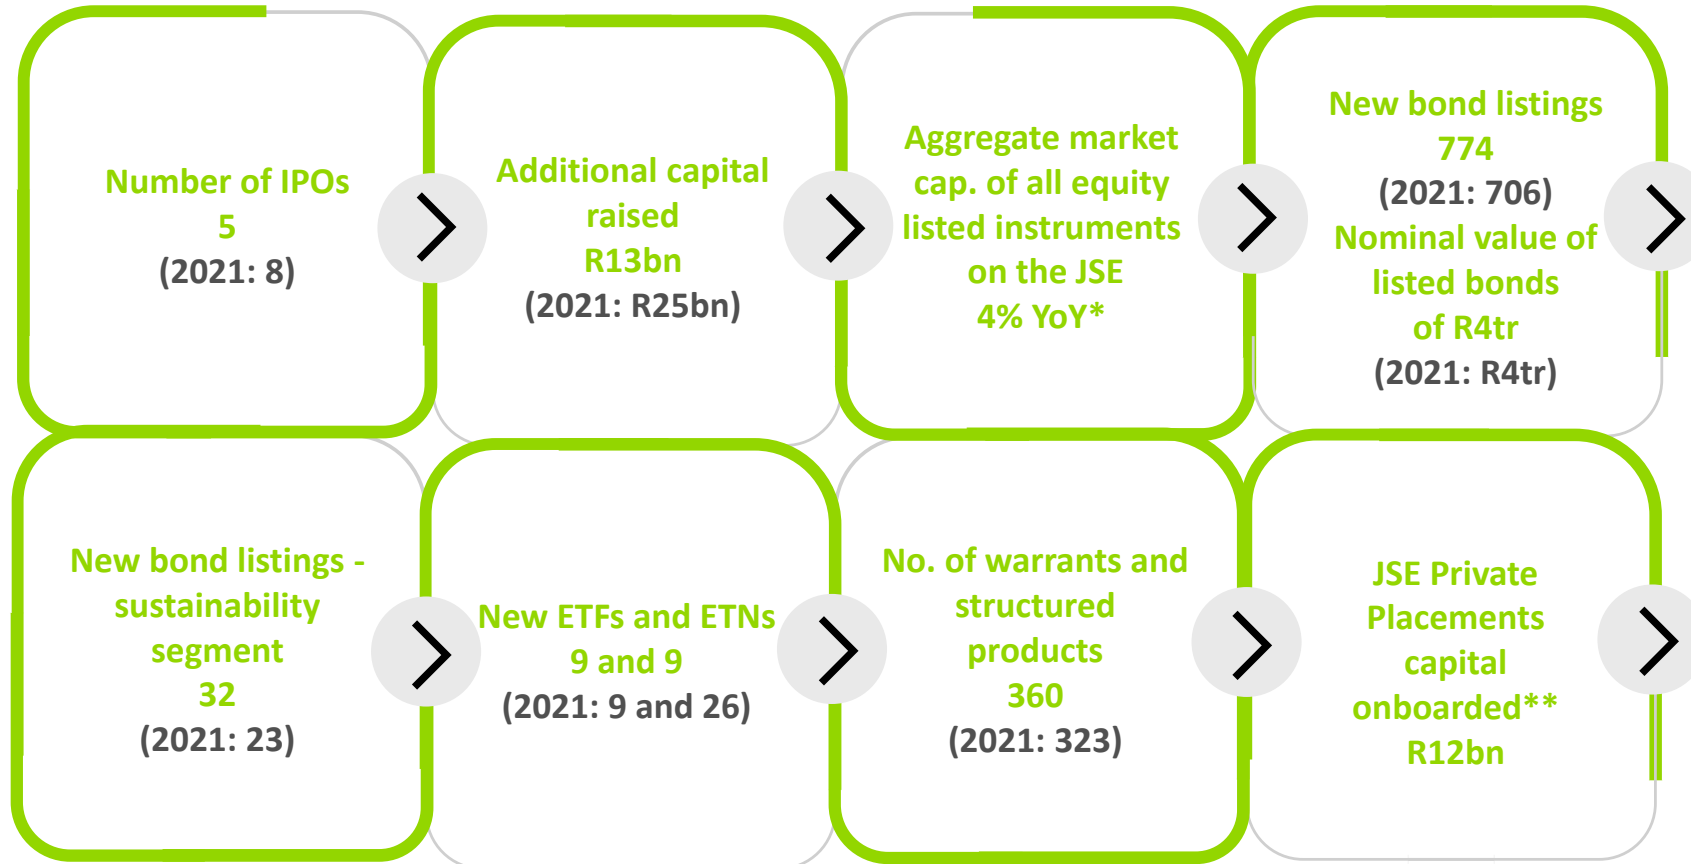 Number of IPOs
5
(2021: 8)
Additional capital
raised
R13bn
(2021: R25bn)
Aggregate market
cap. of all equity
listed instruments
on the JSE
4% YoY*
New bond listings
774
(2021: 706)
Nominal value of
listed bonds
of R4tr
(2021: R4tr)
New bond listings -
sustainability
segment
32
(2021: 23)
New ETFs and ETNs
9 and 9
(2021: 9 and 26)
No. of warrants and
structured
products
360
(2021: 323)
JSE Private
Placements
capital
onboarded**
R12bn